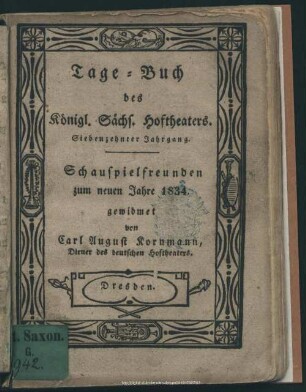 Tage-Buch
des
Königl. Sächs. Hoftheaters.
Siebenzehnter Jahrgang.
Schauspielfreunden
zum neuen Jahre 1834.
gewidmet
von
Carl August Kornmann,
Diener des deutschen Hoftheaters.
Dresden.
t. Saxon.
G.
942.